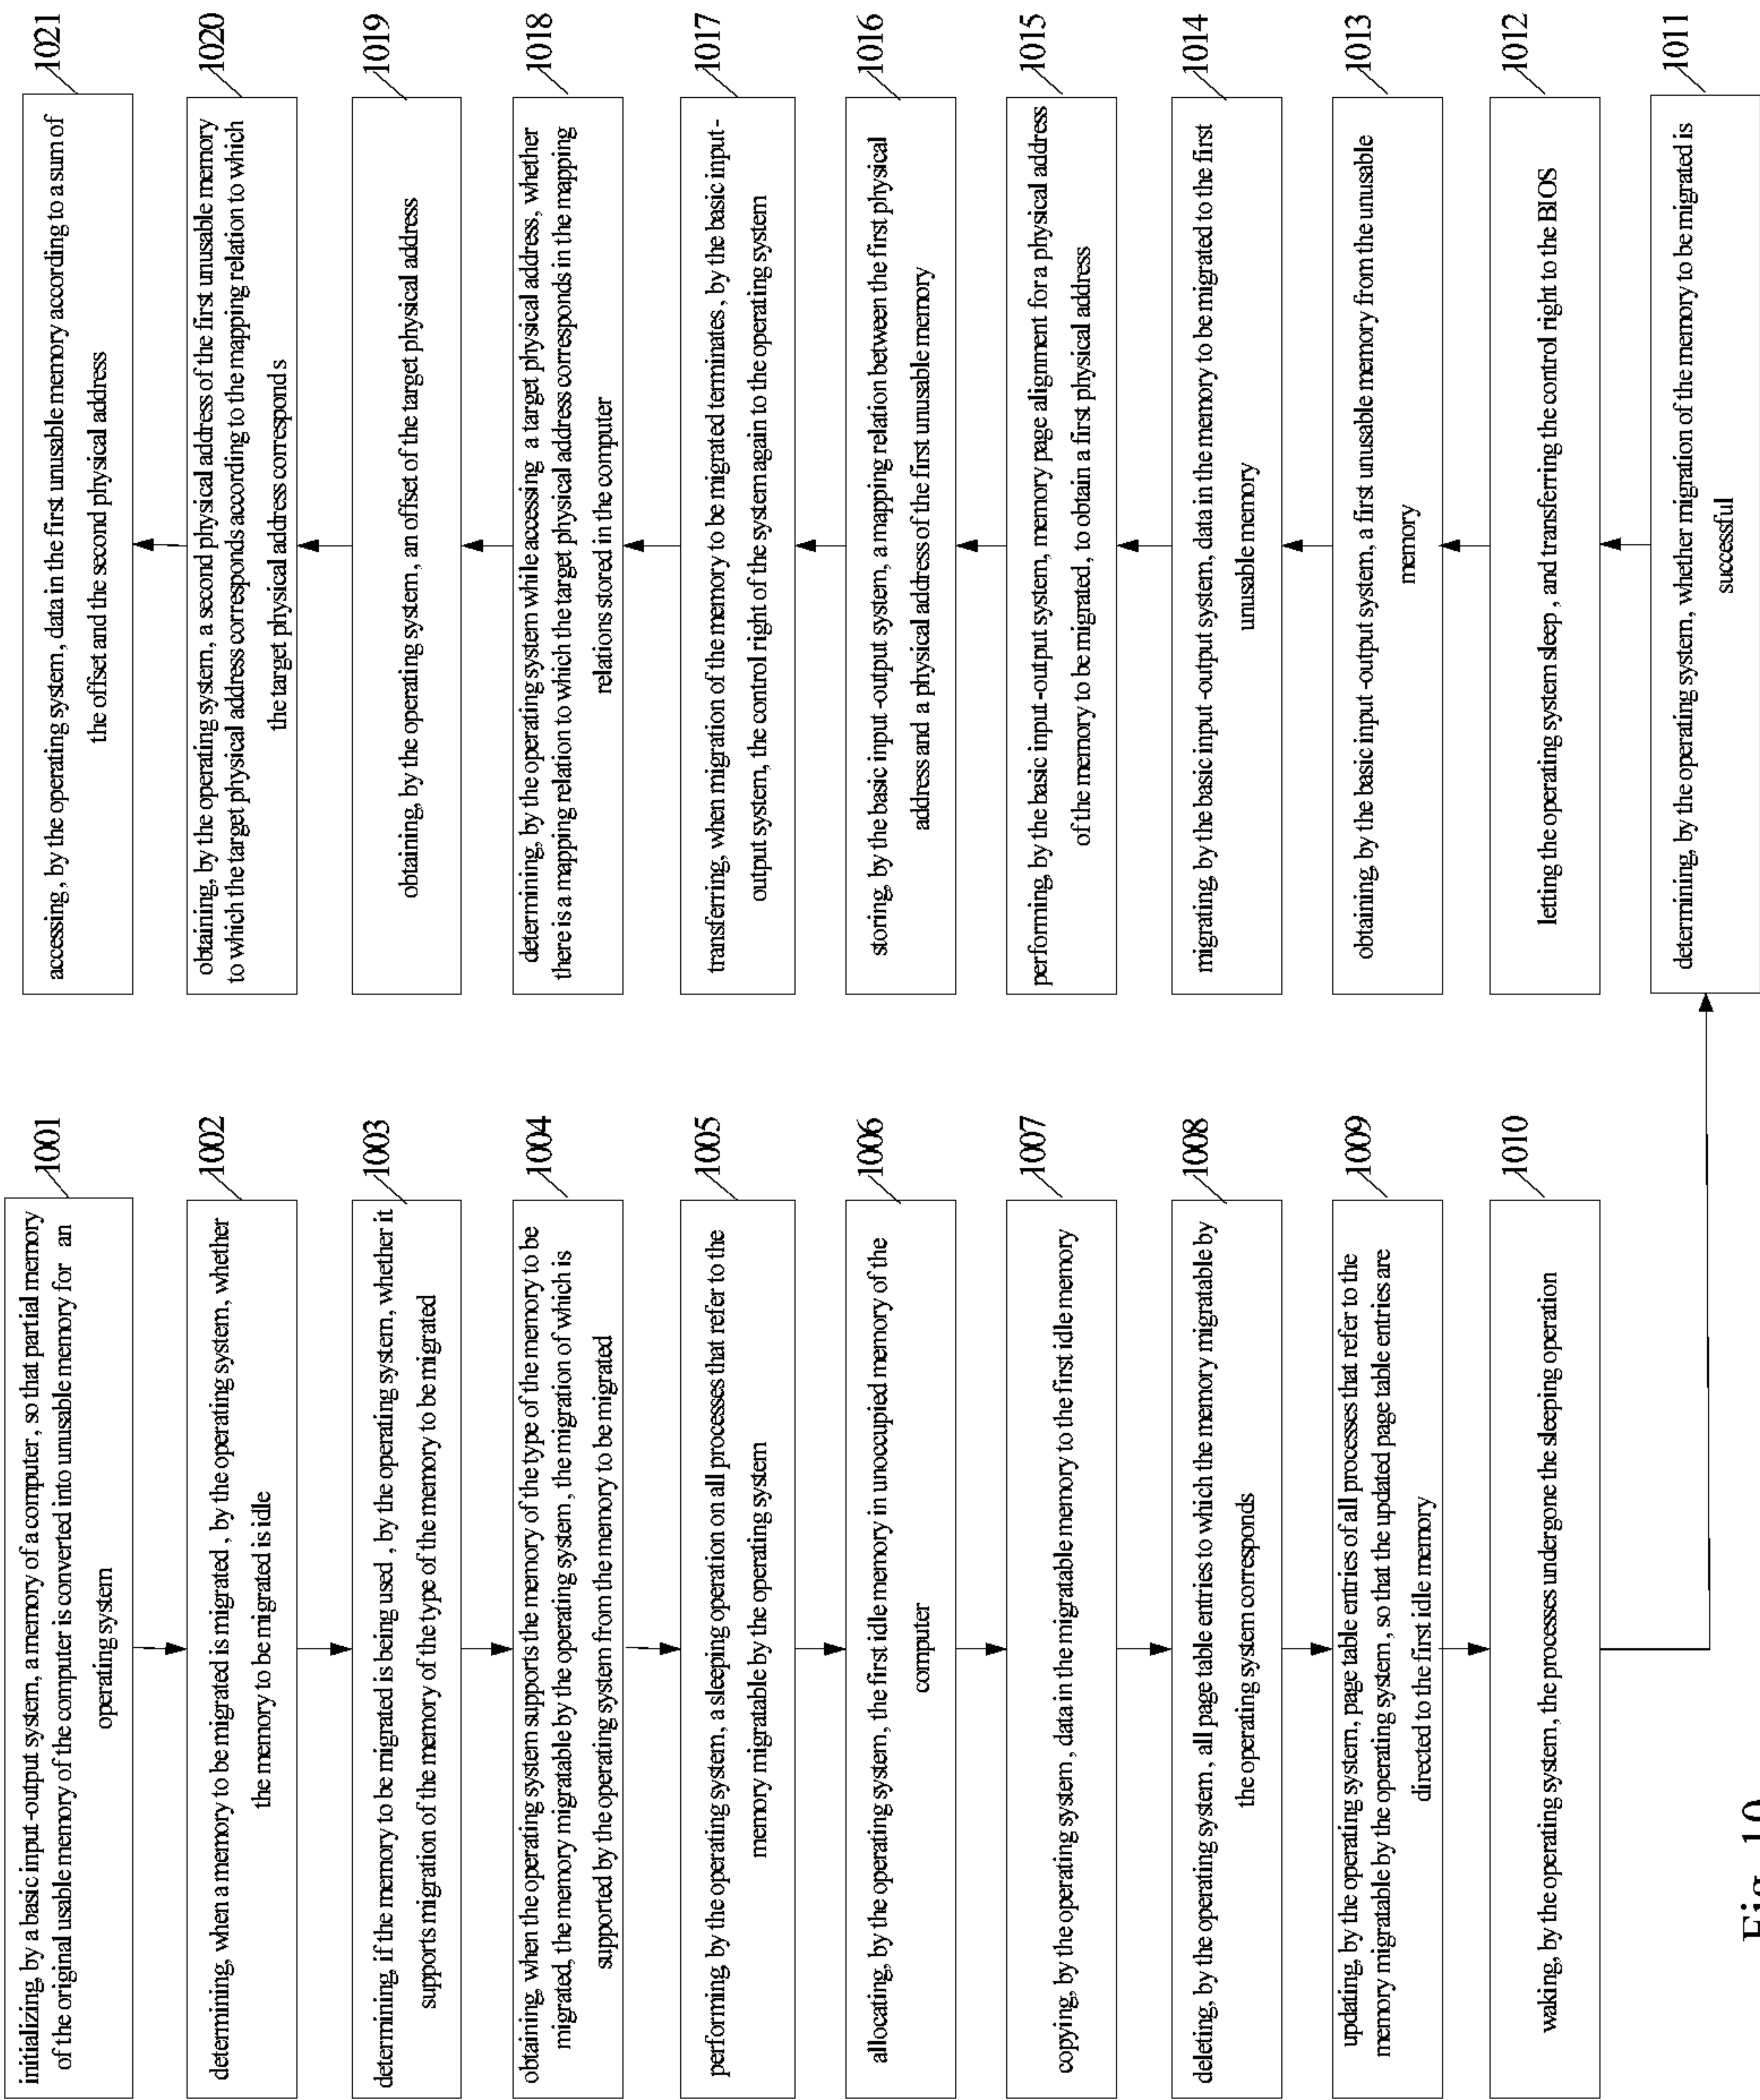 initializing, by a basic input -output system, a memory of a computer , so that partial memory
of the original usable memory of the computer is converted into unusable memory for an
operating system
1001
determining, when a memory to be migrated is migrated , by the operating system, whether
the memory to be migrated is idle
1002
determining, if the memory to be migrated is being used , by the operating system, whether it
supports migration of the memory of the type of the memory to be migrated
1003
obtaining, when the operating system supports the memory of the type of the memory to be
migrated, the memory migratable by the operating system , the migration of which is
supported by the operating system from the memory to be migrated
1004
performing, by the operating system, a sleeping operation on all processes that refer to the
memory migratable by the operating system
1005
allocating, by the operating system , the first idle memory in unoccupied memory of the
computer
1006
copying, by the operating system , data in the migratable memory to the first idle memory
1007
deleting, by the operating system , all page table entries to which the memory migratable by
the operating system corresponds
1008
updating, by the operating system, page table entries of all processes that refer to the
memory migratable by the operating system , so that the updated page table entries are
directed to the first idle memory
1009
waking, by the operating system, the processes undergone the sleeping operation
1010
determining, by the operating system , whether migration of the memory to be migrated is
successful
1011
letting the operating system sleep , and transferring the control right to the BIOS
1012
obtaining, by the basic input -output system, a first unusable memory from the unusable
memory
1013
migrating, by the basic input -output system, data in the memory to be migrated to the first
unusable memory
1014
performing, by the basic input -output system, memory page alignment for a physical address
of the memory to be migrated , to obtain a first physical address
1015
storing, by the basic input -output system, a mapping relation between the first physical
address and a physical address of the first unusable memory
1016
transferring, when migration of the memory to be migrated terminates , by the basic input -
output system, the control right of the system again to the operating system
1017
determining, by the operating system while accessing a target physical address, whether
there is a mapping relation to which the target physical address corresponds in the mapping
relations stored in the computer
1018
obtaining, by the operating system , an offset of the target physical address
1019
obtaining, by the operating system , a second physical address of the first unusable memory
to which the target physical address corresponds according to the mapping relation to which
the target physical address correspond s
1020
accessing , by the operating system , data in the first unusable memory according to a sum of
the offset and the second physical address
1021
Fig. 10